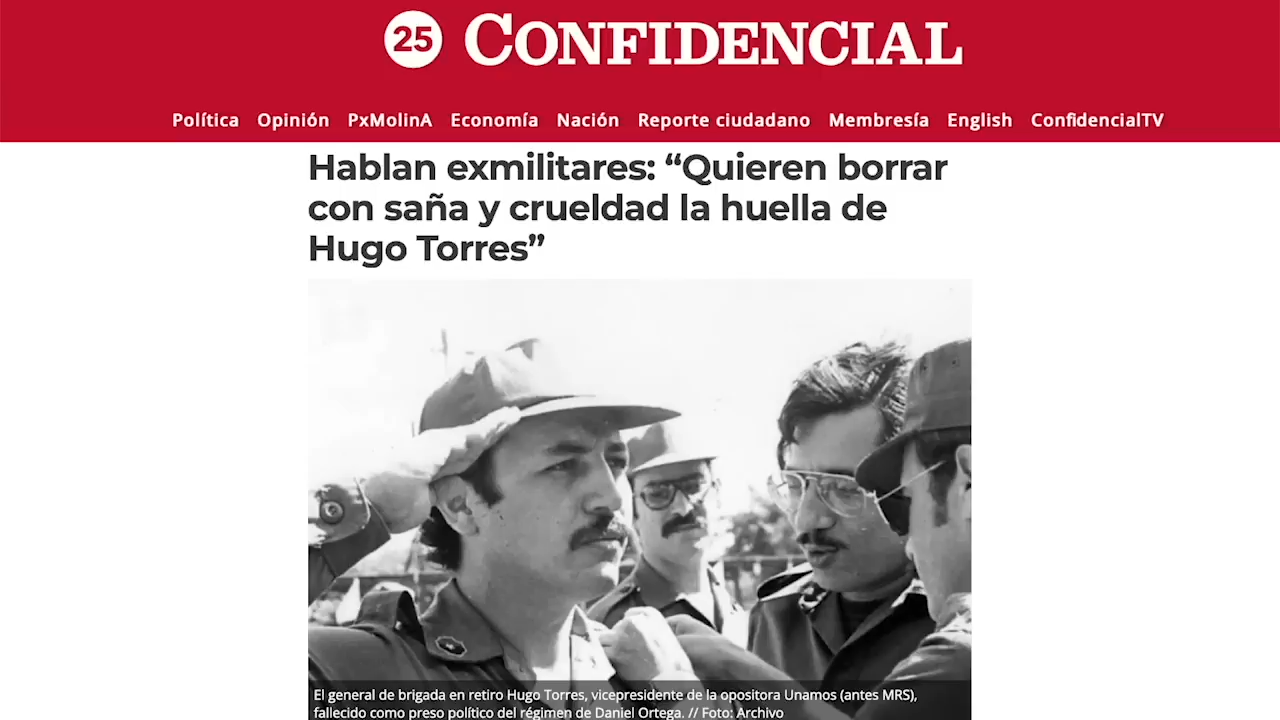 25 CONFIDENCIAL
Política Opinión PxMolinA Economía Nación Reporte ciudadano Membresía English ConfidencialTV
Hablan exmilitares: “Quieren borrar
con saña y crueldad la huella de
Hugo Torres”
El general de brigada en retiro Hugo Torres, vicepresidente de la opositora Unamos (antes MRS),
fallecido como preso político del régimen de Daniel Ortega. // Foto: Archivo